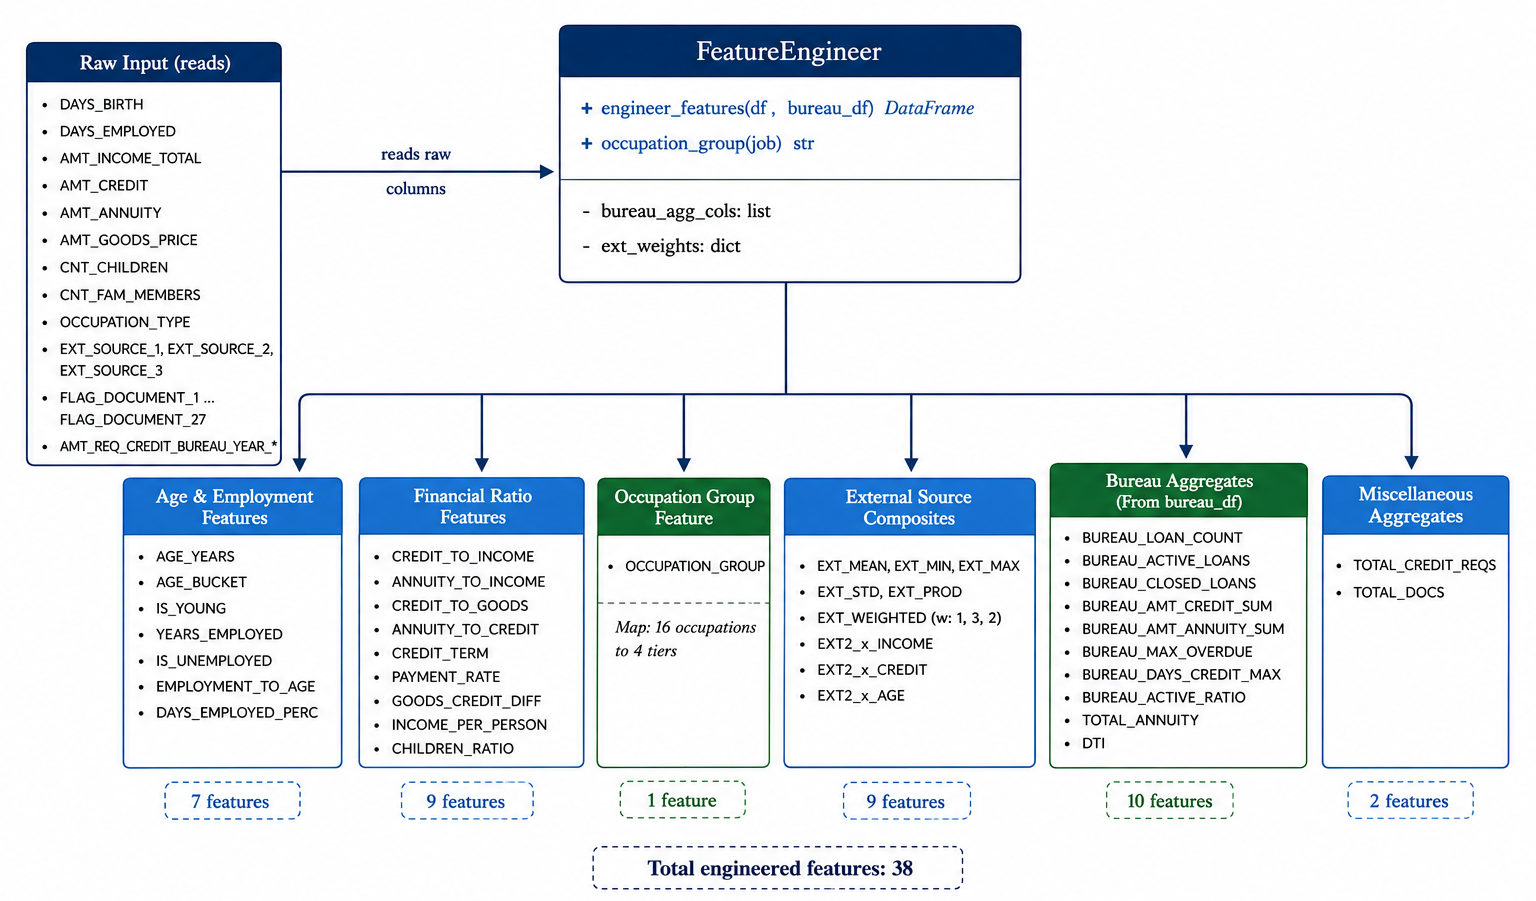 Raw Input (reads)
• DAYS_BIRTH
• DAYS_EMPLOYED
• AMT_INCOME_TOTAL
• AMT_CREDIT
• AMT_ANNUITY
• AMT_GOODS_PRICE
• CNT_CHILDREN
• CNT_FAM_MEMBERS
• OCCUPATION_TYPE
• EXT_SOURCE_1, EXT_SOURCE_2,
EXT_SOURCE_3
• FLAG_DOCUMENT_1 ...
FLAG_DOCUMENT_27
• AMT_REQ_CREDIT_BUREAU_YEAR_*
reads raw
columns
FeatureEngineer
+ engineer_features(df , bureau_df) DataFrame
+ occupation_group(job) str
- bureau_agg_cols: list
- ext_weights: dict
Age & Employment
Features
• AGE_YEARS
• AGE_BUCKET
• IS_YOUNG
• YEARS_EMPLOYED
• IS_UNEMPLOYED
• EMPLOYMENT_TO_AGE
• DAYS_EMPLOYED_PERC
7 features
Financial Ratio
Features
• CREDIT_TO_INCOME
• ANNUITY_TO_INCOME
• CREDIT_TO_GOODS
• ANNUITY_TO_CREDIT
• CREDIT_TERM
• PAYMENT_RATE
• GOODS_CREDIT_DIFF
• INCOME_PER_PERSON
• CHILDREN_RATIO
9 features
Occupation Group
Feature
• OCCUPATION_GROUP
Map: 16 occupations
to 4 tiers
1 feature
External Source
Composites
• EXT_MEAN, EXT_MIN, EXT_MAX
• EXT_STD, EXT_PROD
• EXT_WEIGHTED (w: 1, 3, 2)
• EXT2_x_INCOME
• EXT2_x_CREDIT
• EXT2_x_AGE
9 features
Bureau Aggregates
(From bureau_df)
• BUREAU_LOAN_COUNT
• BUREAU_ACTIVE_LOANS
• BUREAU_CLOSED_LOANS
• BUREAU_AMT_CREDIT_SUM
• BUREAU_AMT_ANNUITY_SUM
• BUREAU_MAX_OVERDUE
• BUREAU_DAYS_CREDIT_MAX
• BUREAU_ACTIVE_RATIO
• TOTAL_ANNUITY
• DTI
10 features
Miscellaneous
Aggregates
• TOTAL_CREDIT_REQS
• TOTAL_DOCS
2 features
Total engineered features: 38